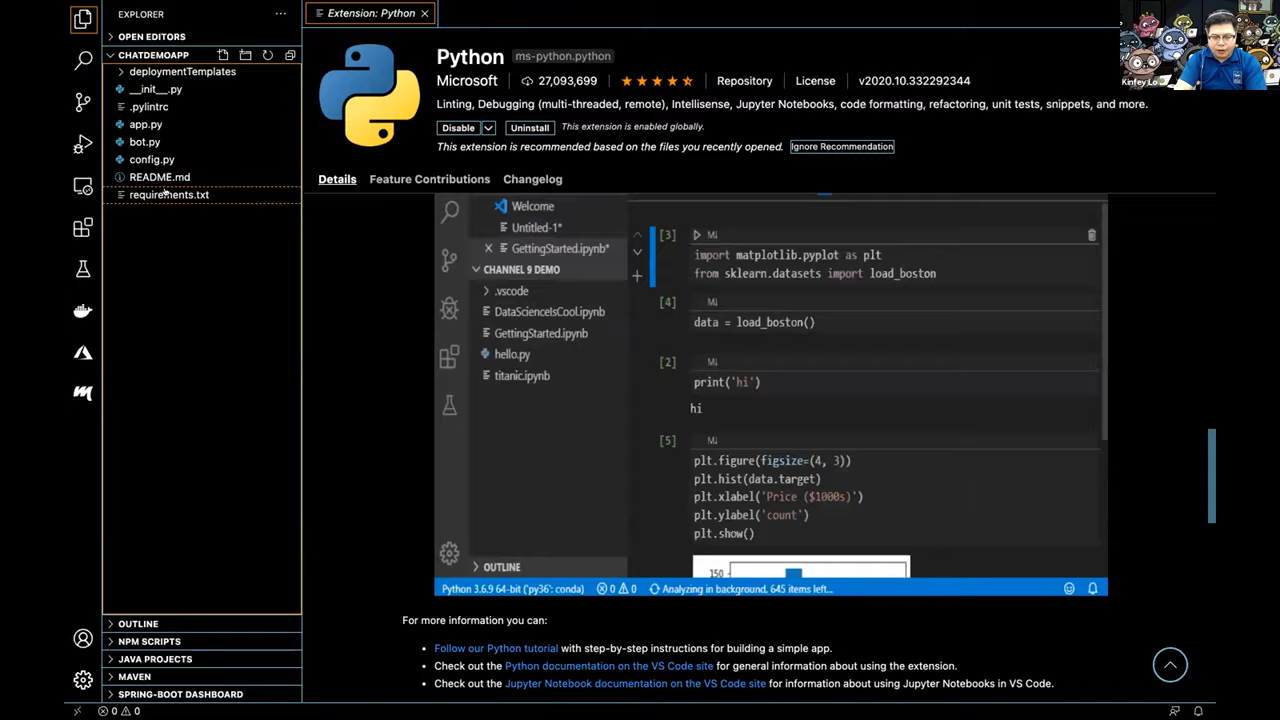 EXPLORER
OPEN EDITORS
CHATDEMOAPP
deploymentTemplates
__init__.py
.pylintrc
app.py
bot.py
config.py
README.md
requirements.txt
OUTLINE
NPM SCRIPTS
JAVA PROJECTS
MAVEN
SPRING-BOOT DASHBOARD
0 0
Extension: Python
Python ms-python.python
Microsoft 27,093,699 Repository License v2020.10.332292344
Linting, Debugging (multi-threaded, remote), Intellisense, Jupyter Notebooks, code formatting, refactoring, unit tests, snippets, and more.
Disable Uninstall This extension is enabled globally.
This extension is recommended based on the files you recently opened. Ignore Recommendation
Details Feature Contributions Changelog
Welcome
Untitled-1*
GettingStarted.ipynb*
CHANNEL 9 DEMO
.vscode
DataScienceIsCool.ipynb
GettingStarted.ipynb
hello.py
titanic.ipynb
OUTLINE
[3] M↓
import matplotlib.pyplot as plt
from sklearn.datasets import load_boston
[4] M↓
data = load_boston()
[2] M↓
print('hi')
hi
[5] M↓
plt.figure(figsize=(4, 3))
plt.hist(data.target)
plt.xlabel('Price ($1000s)')
plt.ylabel('count')
plt.show()
150
Python 3.6.9 64-bit ('py36': conda) 0 0 Analyzing in background, 645 items left...
For more information you can:
Follow our Python tutorial with step-by-step instructions for building a simple app.
Check out the Python documentation on the VS Code site for general information about using the extension.
Check out the Jupyter Notebook documentation on the VS Code site for information about using Jupyter Notebooks in VS Code.
Kinfey Lo